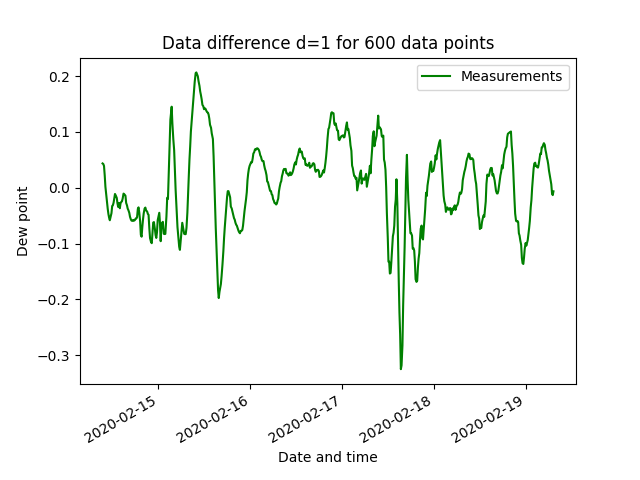 Data difference d=1 for 600 data points
Measurements
0.2
0.1
0.0
−0.1
−0.2
−0.3
Dew point
2020-02-15
2020-02-16
2020-02-17
2020-02-18
2020-02-19
Date and time